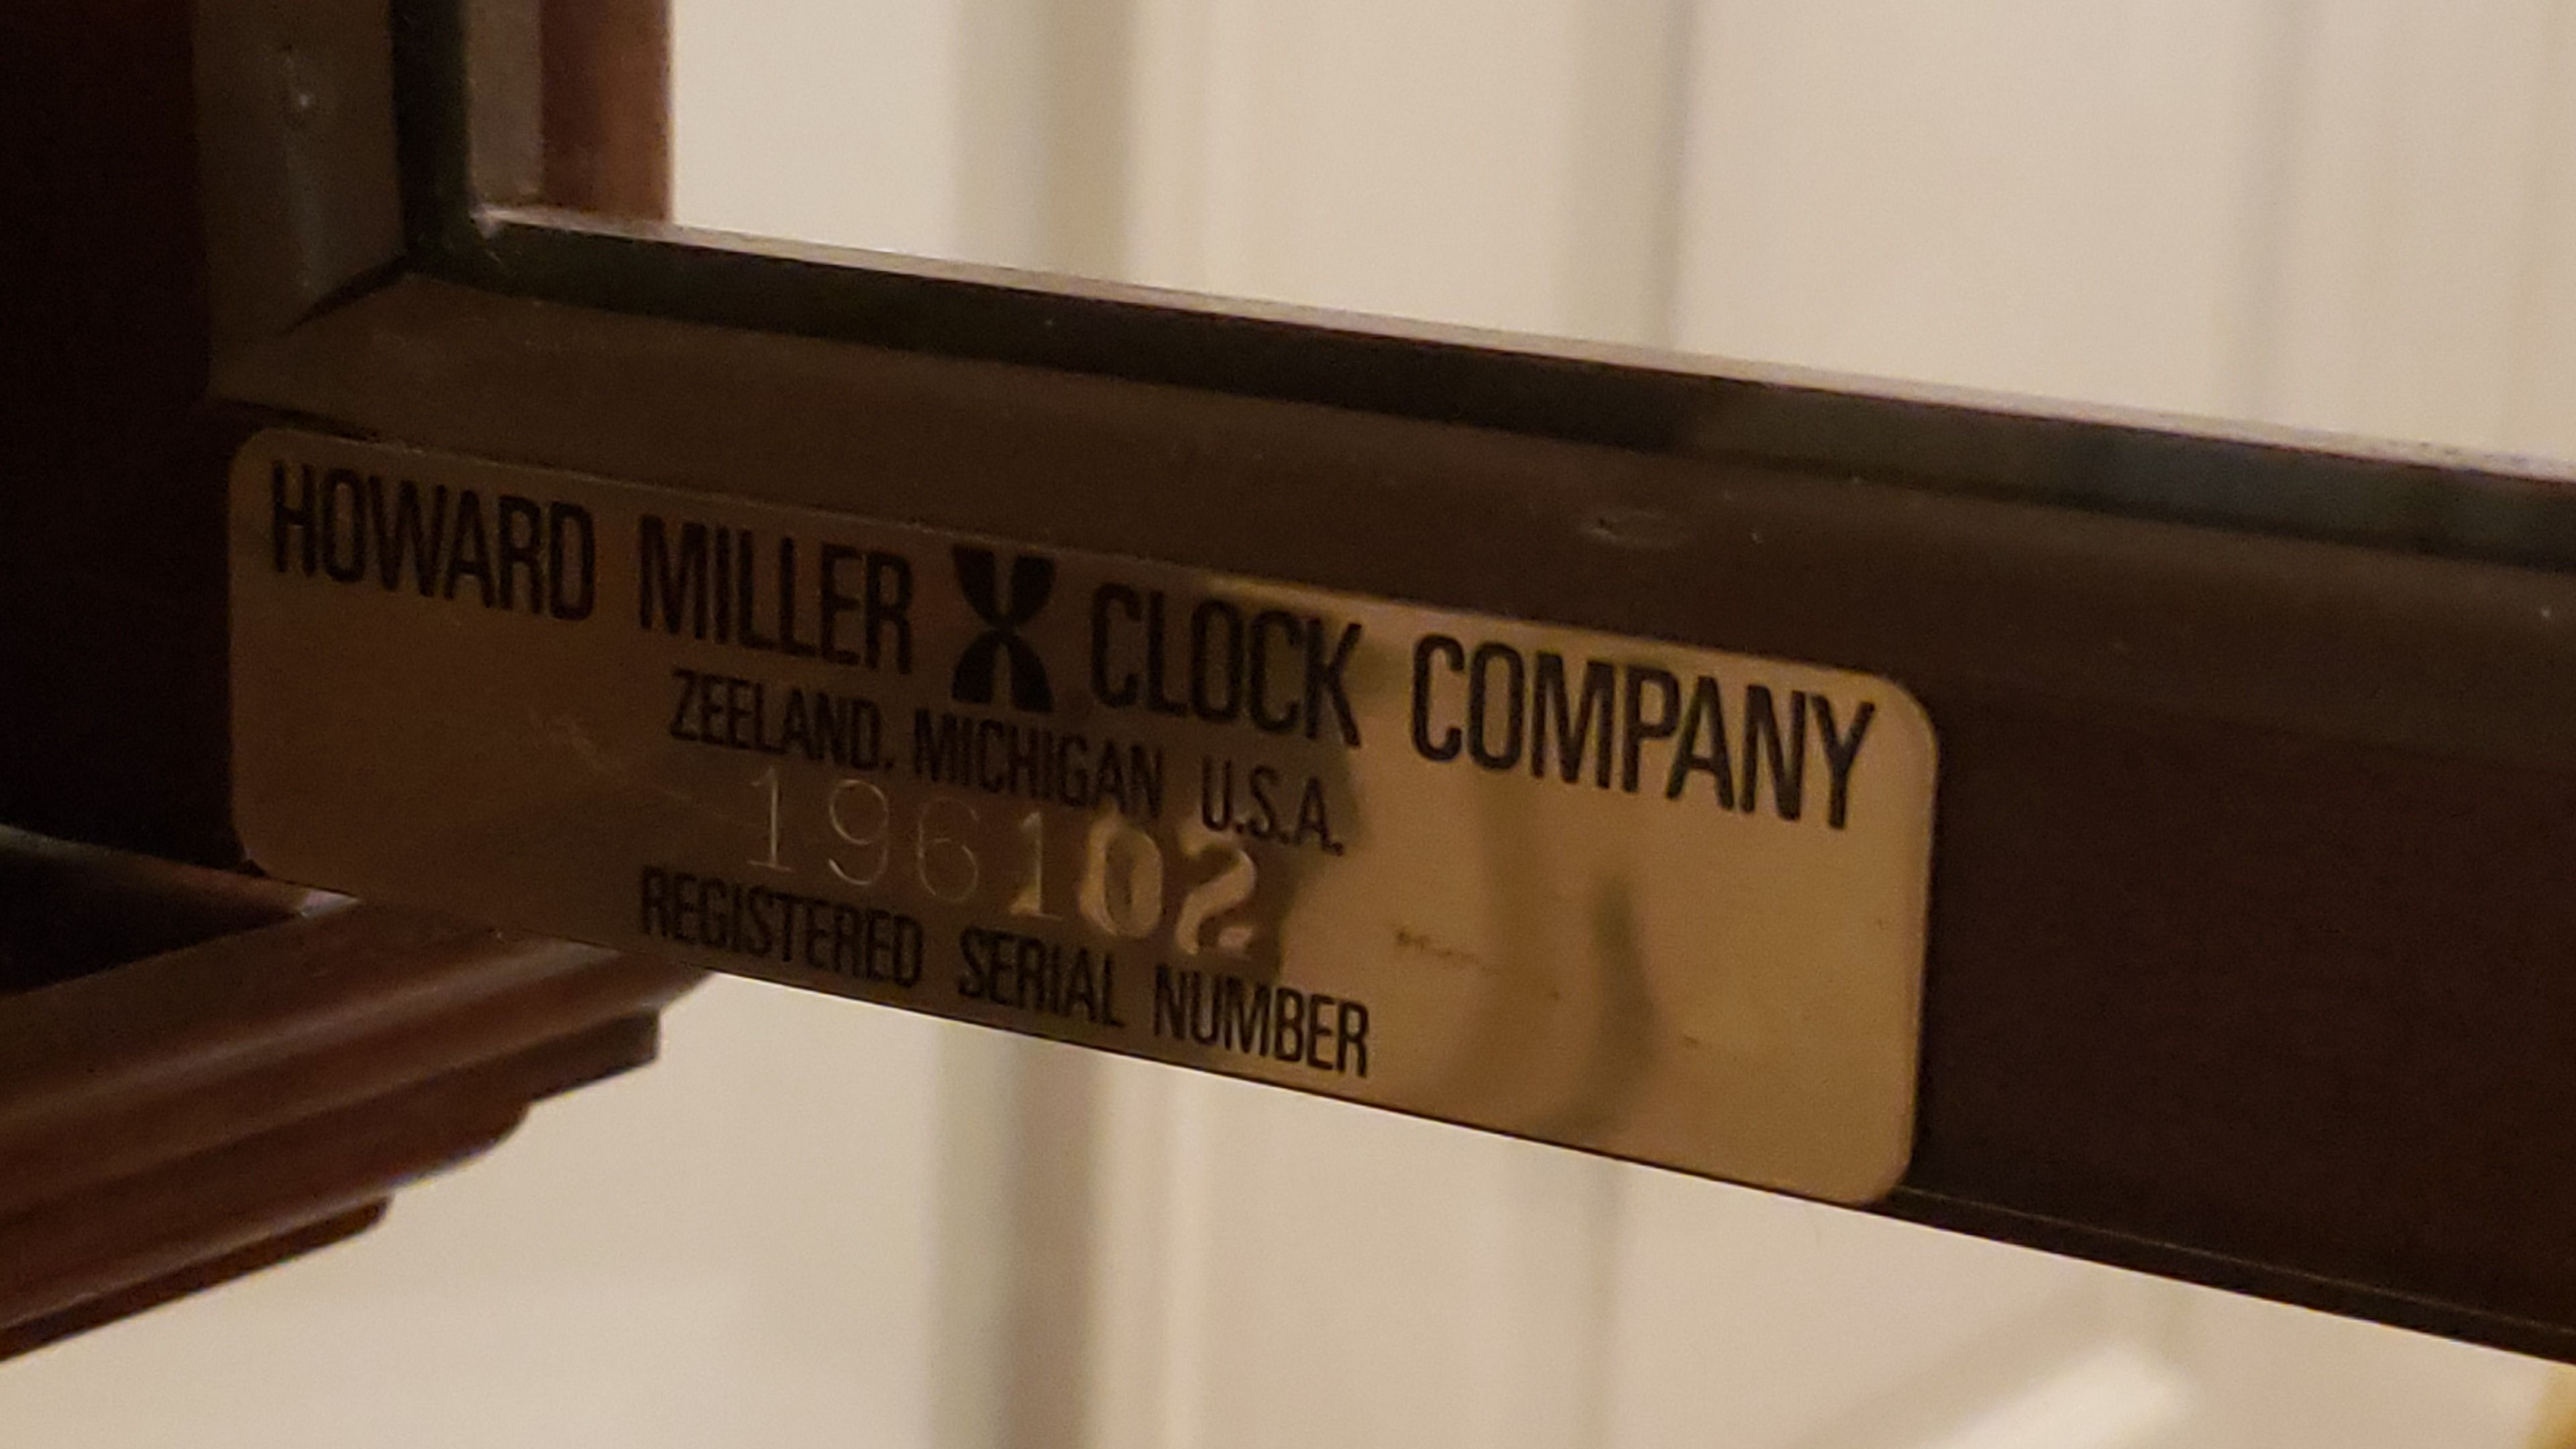 HOWARD MILLER CLOCK COMPANY
ZEELAND, MICHIGAN U.S.A.
196102
REGISTERED SERIAL NUMBER